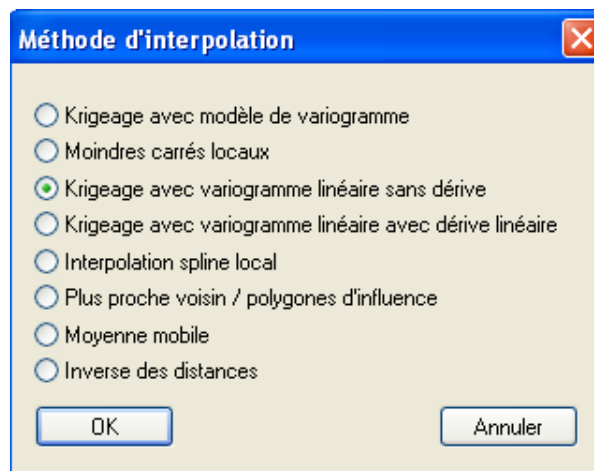 Méthode d'interpolation
Krigeage avec modèle de variogramme
Moindres carrés locaux
Krigeage avec variogramme linéaire sans dérive
Krigeage avec variogramme linéaire avec dérive linéaire
Interpolation spline local
Plus proche voisin / polygones d'influence
Moyenne mobile
Inverse des distances
OK
Annuler